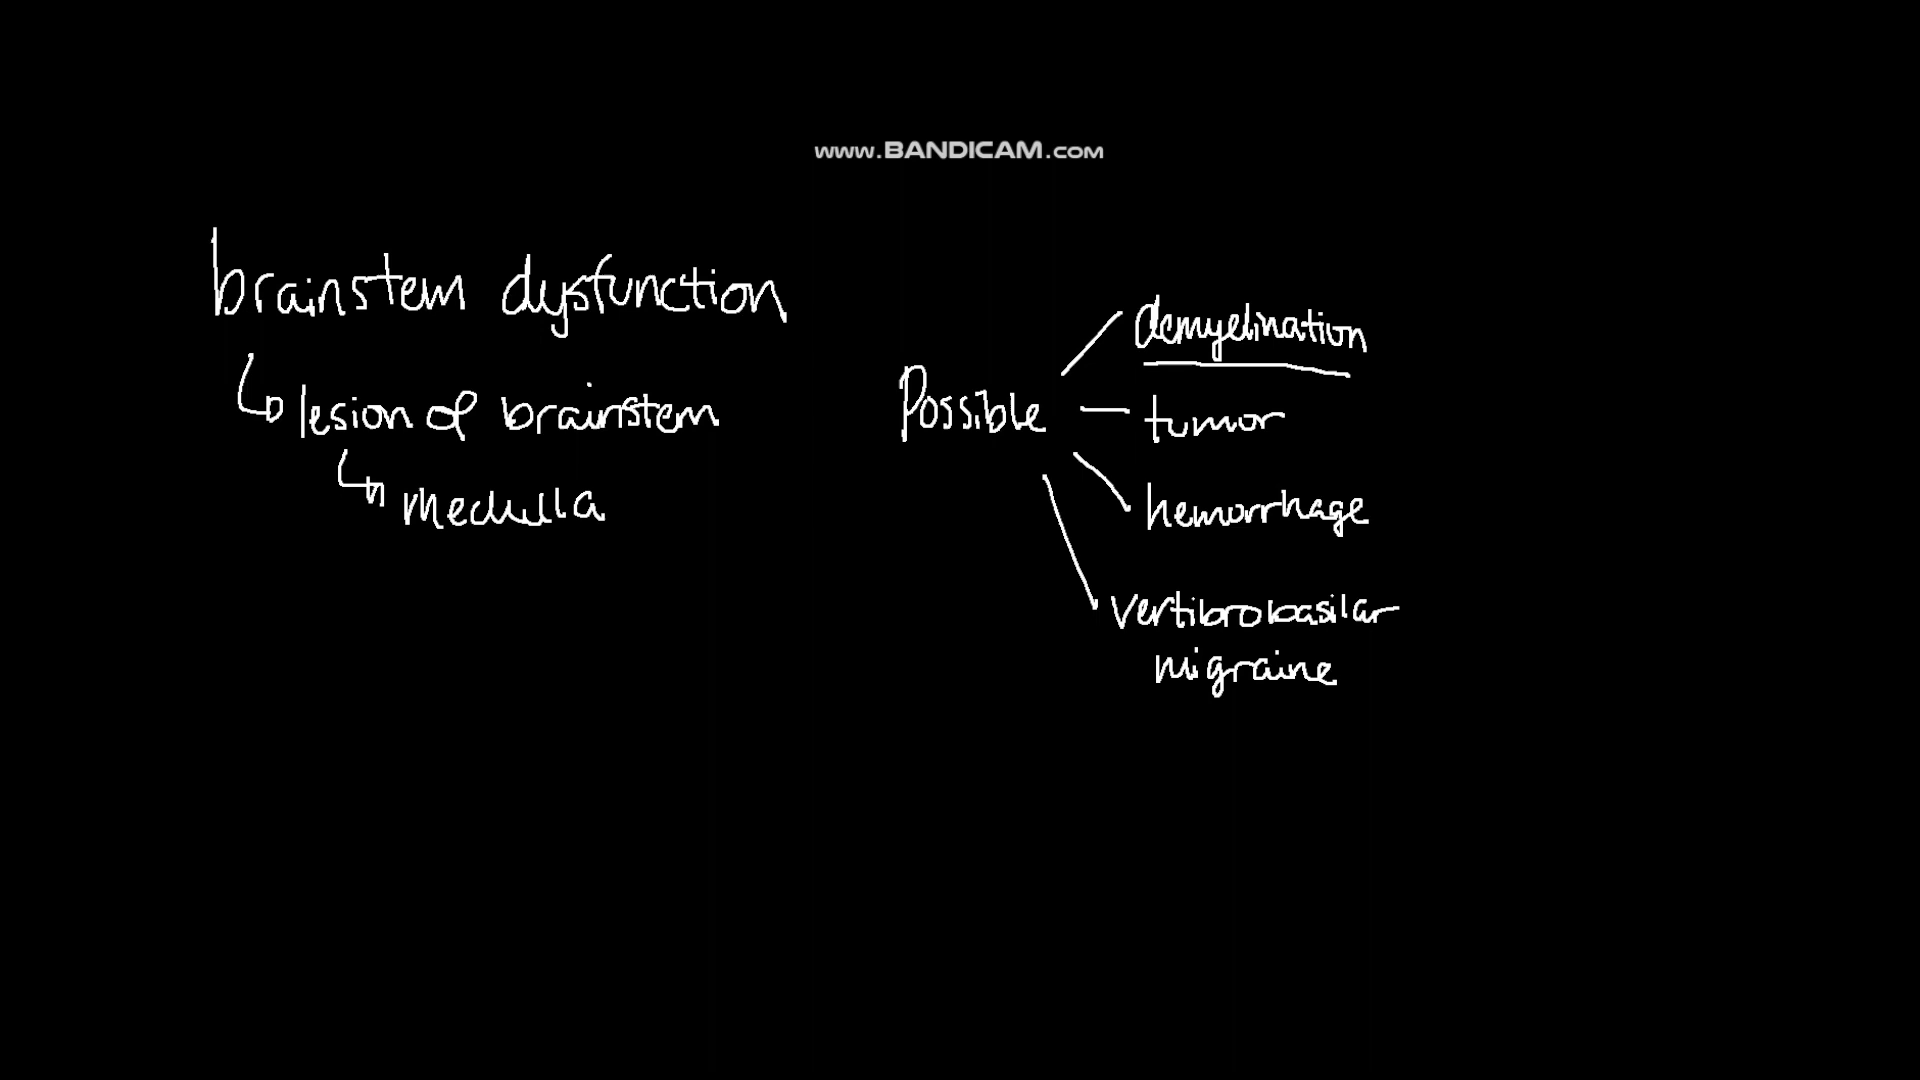 www.BANDICAM.com
brainstem dysfunction
lesion of brainstem
medulla
Possible
demyelination
tumor
hemorrhage
vertibrobasilar
migraine